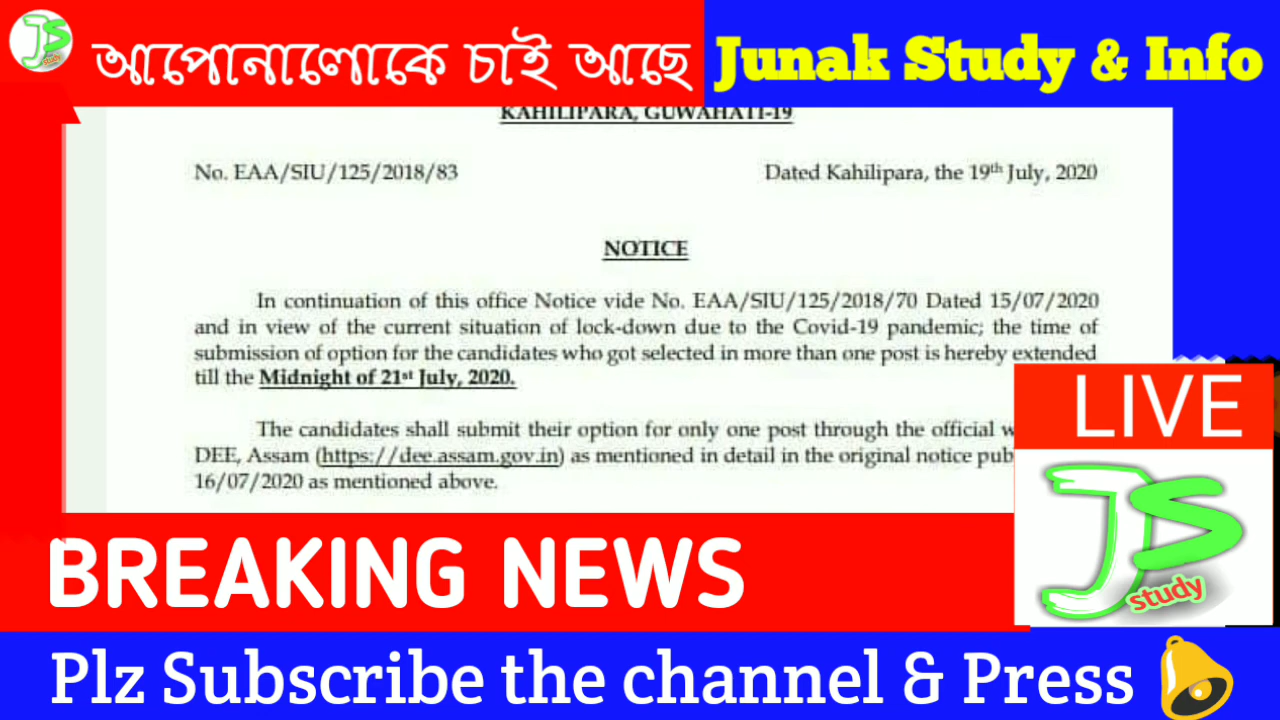 JS
study
আপোনালোকে চাই আছে
Junak Study & Info
KAHILIPARA, GUWAHATI-19
No. EAA/SIU/125/2018/83
Dated Kahilipara, the 19th July, 2020
NOTICE
In continuation of this office Notice vide No. EAA/SIU/125/2018/70 Dated 15/07/2020
and in view of the current situation of lock-down due to the Covid-19 pandemic; the time of
submission of option for the candidates who got selected in more than one post is hereby extended
till the Midnight of 21st July, 2020.
The candidates shall submit their option for only one post through the official
DEE, Assam (https://dee.assam.gov.in) as mentioned in detail in the original notice
16/07/2020 as mentioned above.
LIVE
JS
study
BREAKING NEWS
Plz Subscribe the channel & Press